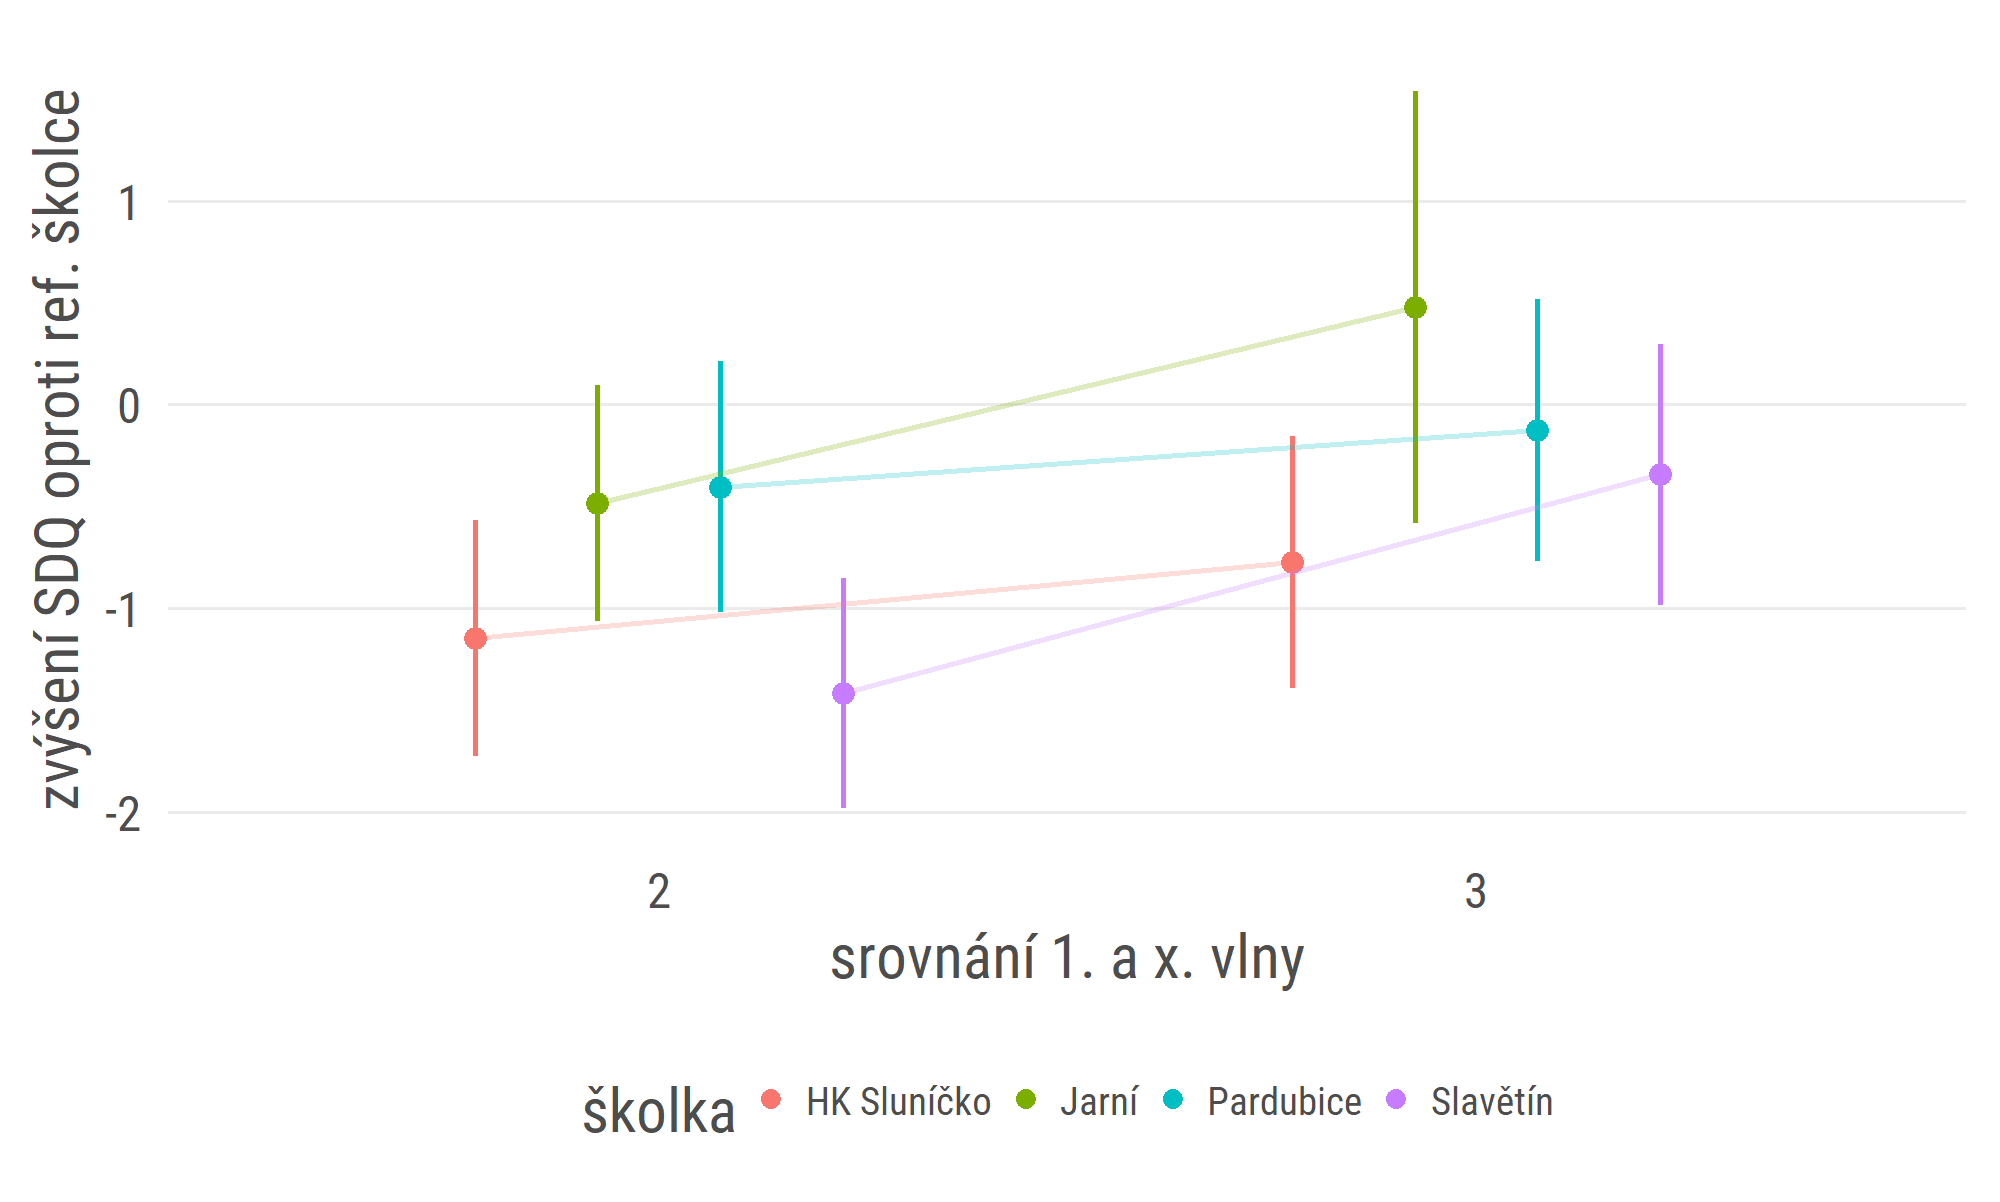 zvýšení SDQ oproti ref. školce
1
0
-1
-2
2 3
srovnání 1. a x. vlny
školka HK Sluníčko Jarní Pardubice Slavětín